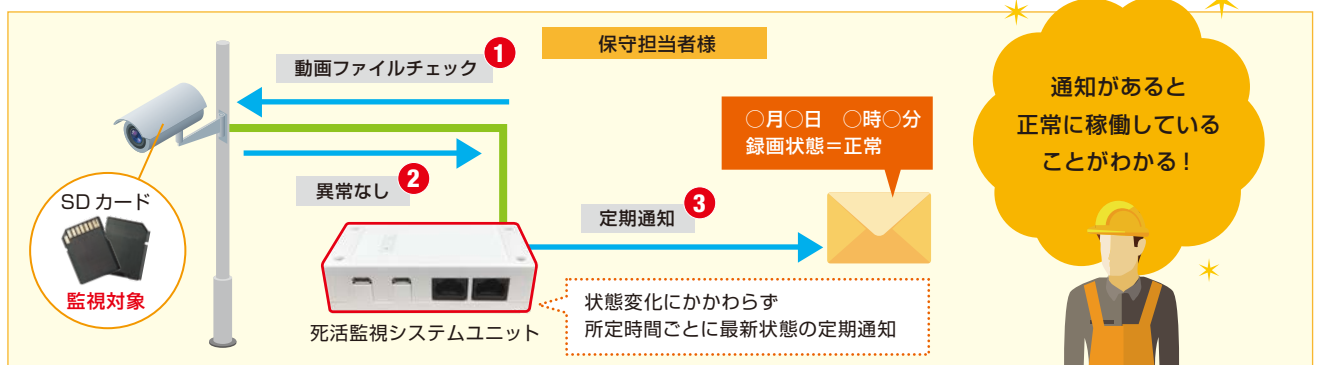 保守担当者様
1
動画ファイルチェック
○月○日 ○時○分
録画状態＝正常
通知があると
正常に稼働している
ことがわかる!
2
異常なし
SD カード
監視対象
3
定期通知
死活監視システムユニット
状態変化にかかわらず
所定時間ごとに最新状態の定期通知